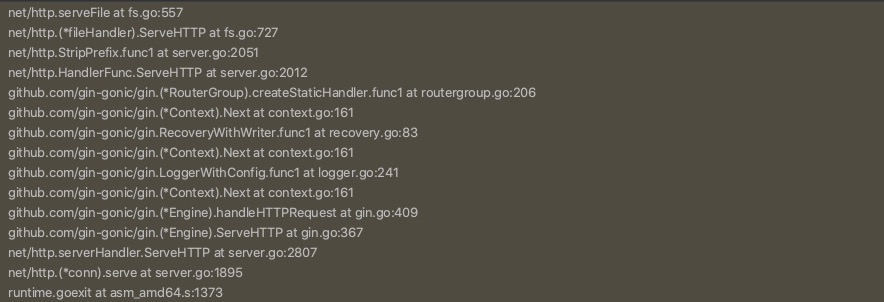 net/http.serveFile at fs.go:557
net/http.(*fileHandler).ServeHTTP at fs.go:727
net/http.StripPrefix.func1 at server.go:2051
net/http.HandlerFunc.ServeHTTP at server.go:2012
github.com/gin-gonic/gin.(*RouterGroup).createStaticHandler.func1 at routergroup.go:206
github.com/gin-gonic/gin.(*Context).Next at context.go:161
github.com/gin-gonic/gin.RecoveryWithWriter.func1 at recovery.go:83
github.com/gin-gonic/gin.(*Context).Next at context.go:161
github.com/gin-gonic/gin.LoggerWithConfig.func1 at logger.go:241
github.com/gin-gonic/gin.(*Context).Next at context.go:161
github.com/gin-gonic/gin.(*Engine).handleHTTPRequest at gin.go:409
github.com/gin-gonic/gin.(*Engine).ServeHTTP at gin.go:367
net/http.serverHandler.ServeHTTP at server.go:2807
net/http.(*conn).serve at server.go:1895
runtime.goexit at asm_amd64.s:1373